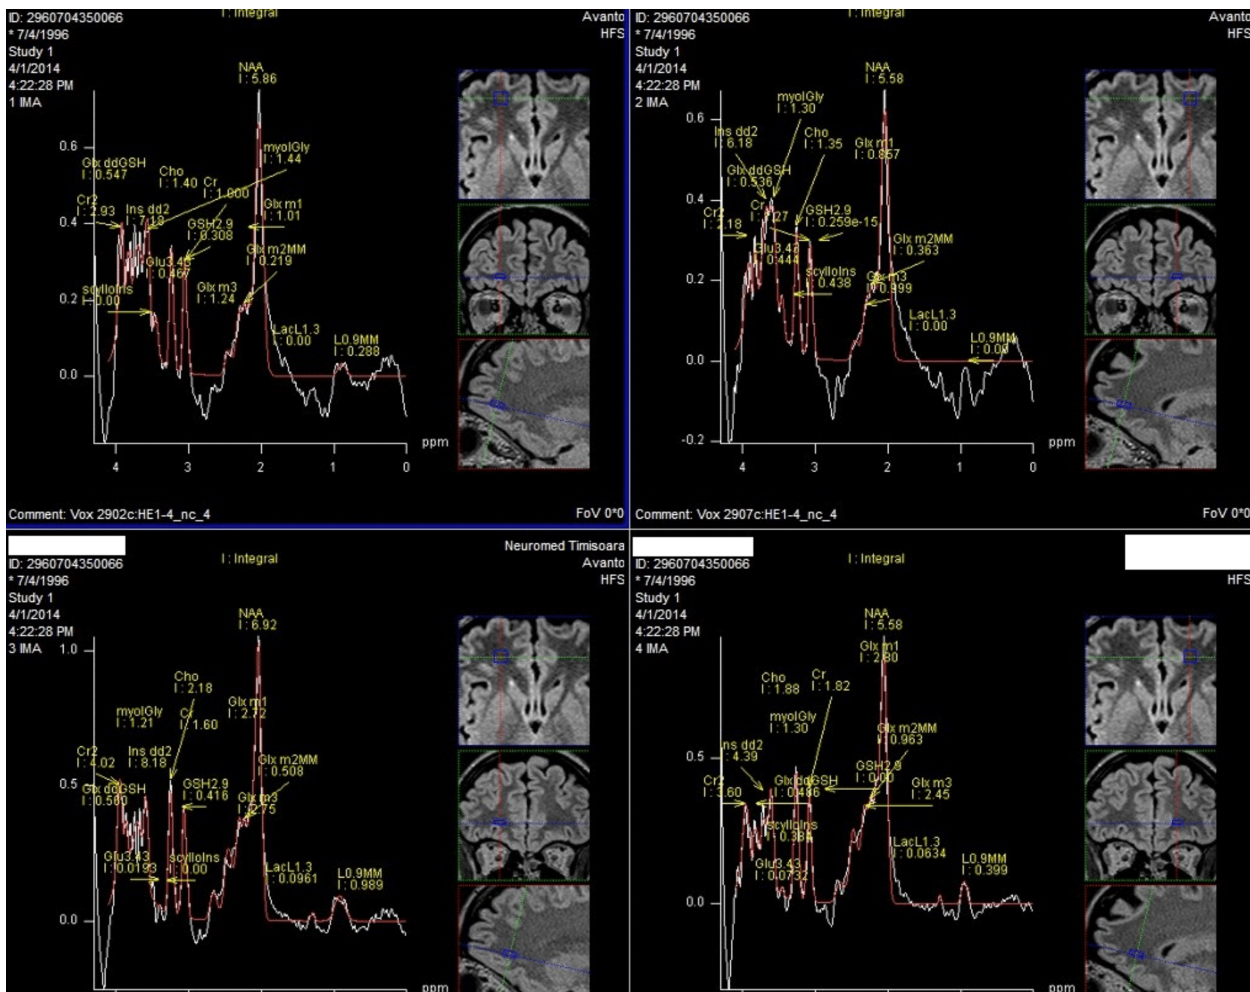 ID: 2960704350066
I : Integral
Avanto
* 7/4/1996
HFS
Study 1
4/1/2014
4:22:28 PM
1 IMA
NAA
I : 5.86
0.6
myoIGly
I : 1.44
Glx ddGSH
I : 0.547
Cho
I : 1.40
Cr
I : 1.000
Cr2
I : 2.93
Ins dd2
I : 7.18
0.4
GSH2.9
I : 0.308
Glx m1
I : 1.01
Glx m2MM
I : 0.219
Glu3.43
I : 0.467
scylloIns
I : 0.00
Glx m3
I : 1.24
0.2
LacL1.3
I : 0.00
L0.9MM
I : 0.288
0.0
ppm
4 3 2 1 0
Comment: Vox 2902c:HE1-4_nc_4
FoV 0*0
ID: 2960704350066
I : Integral
Avanto
* 7/4/1996
HFS
Study 1
4/1/2014
4:22:28 PM
2 IMA
NAA
I : 5.58
myoIGly
I : 1.30
0.6
Ins dd2
I : 6.18
Cho
I : 1.35
Glx m1
I : 0.857
Glx ddGSH
I : 0.536
0.4
Cr2
I : 2.18
Cr
GSH2.9
I : 0.259e-15
Glx m2MM
I : 0.363
I : 0.444
scylloIns
I : 0.438
Glx m3
I : 0.999
0.2
LacL1.3
I : 0.00
L0.9MM
I : 0.00
0.0
-0.2
ppm
4 3 2 1 0
Comment: Vox 2907c:HE1-4_nc_4
FoV 0*0
Neuromed Timisoara
ID: 2960704350066
I : Integral
Avanto
* 7/4/1996
HFS
Study 1
4/1/2014
4:22:28 PM
3 IMA
NAA
I : 6.92
1.0
Cho
I : 2.18
myoIGly
I : 1.21
Cr
I : 1.60
Glx m1
I : 2.72
Cr2
I : 4.02
Ins dd2
I : 8.18
Glx m2MM
I : 0.508
Glx ddGSH
I : 0.560
GSH2.9
I : 0.416
Glx m3
I : 2.75
0.5
Glu3.43
I : 0.0193
scylloIns
I : 0.00
LacL1.3
I : 0.0961
L0.9MM
I : 0.989
0.0
ppm
ID: 2960704350066
I : Integral
* 7/4/1996
HFS
Study 1
4/1/2014
4:22:28 PM
4 IMA
NAA
I : 5.58
Glx m1
I : 2.80
Cho
I : 1.88
Cr
I : 1.82
myoIGly
I : 1.30
Glx m2MM
I : 0.963
ns dd2
I : 4.39
0.5
GSH2.9
I : 0.00
Cr2
I : 3.60
Glx ddGSH
I : 0.486
Glx m3
I : 2.45
scylloIns
I : 0.384
Glu3.43
I : 0.0732
LacL1.3
I : 0.0634
L0.9MM
I : 0.399
0.0
ppm